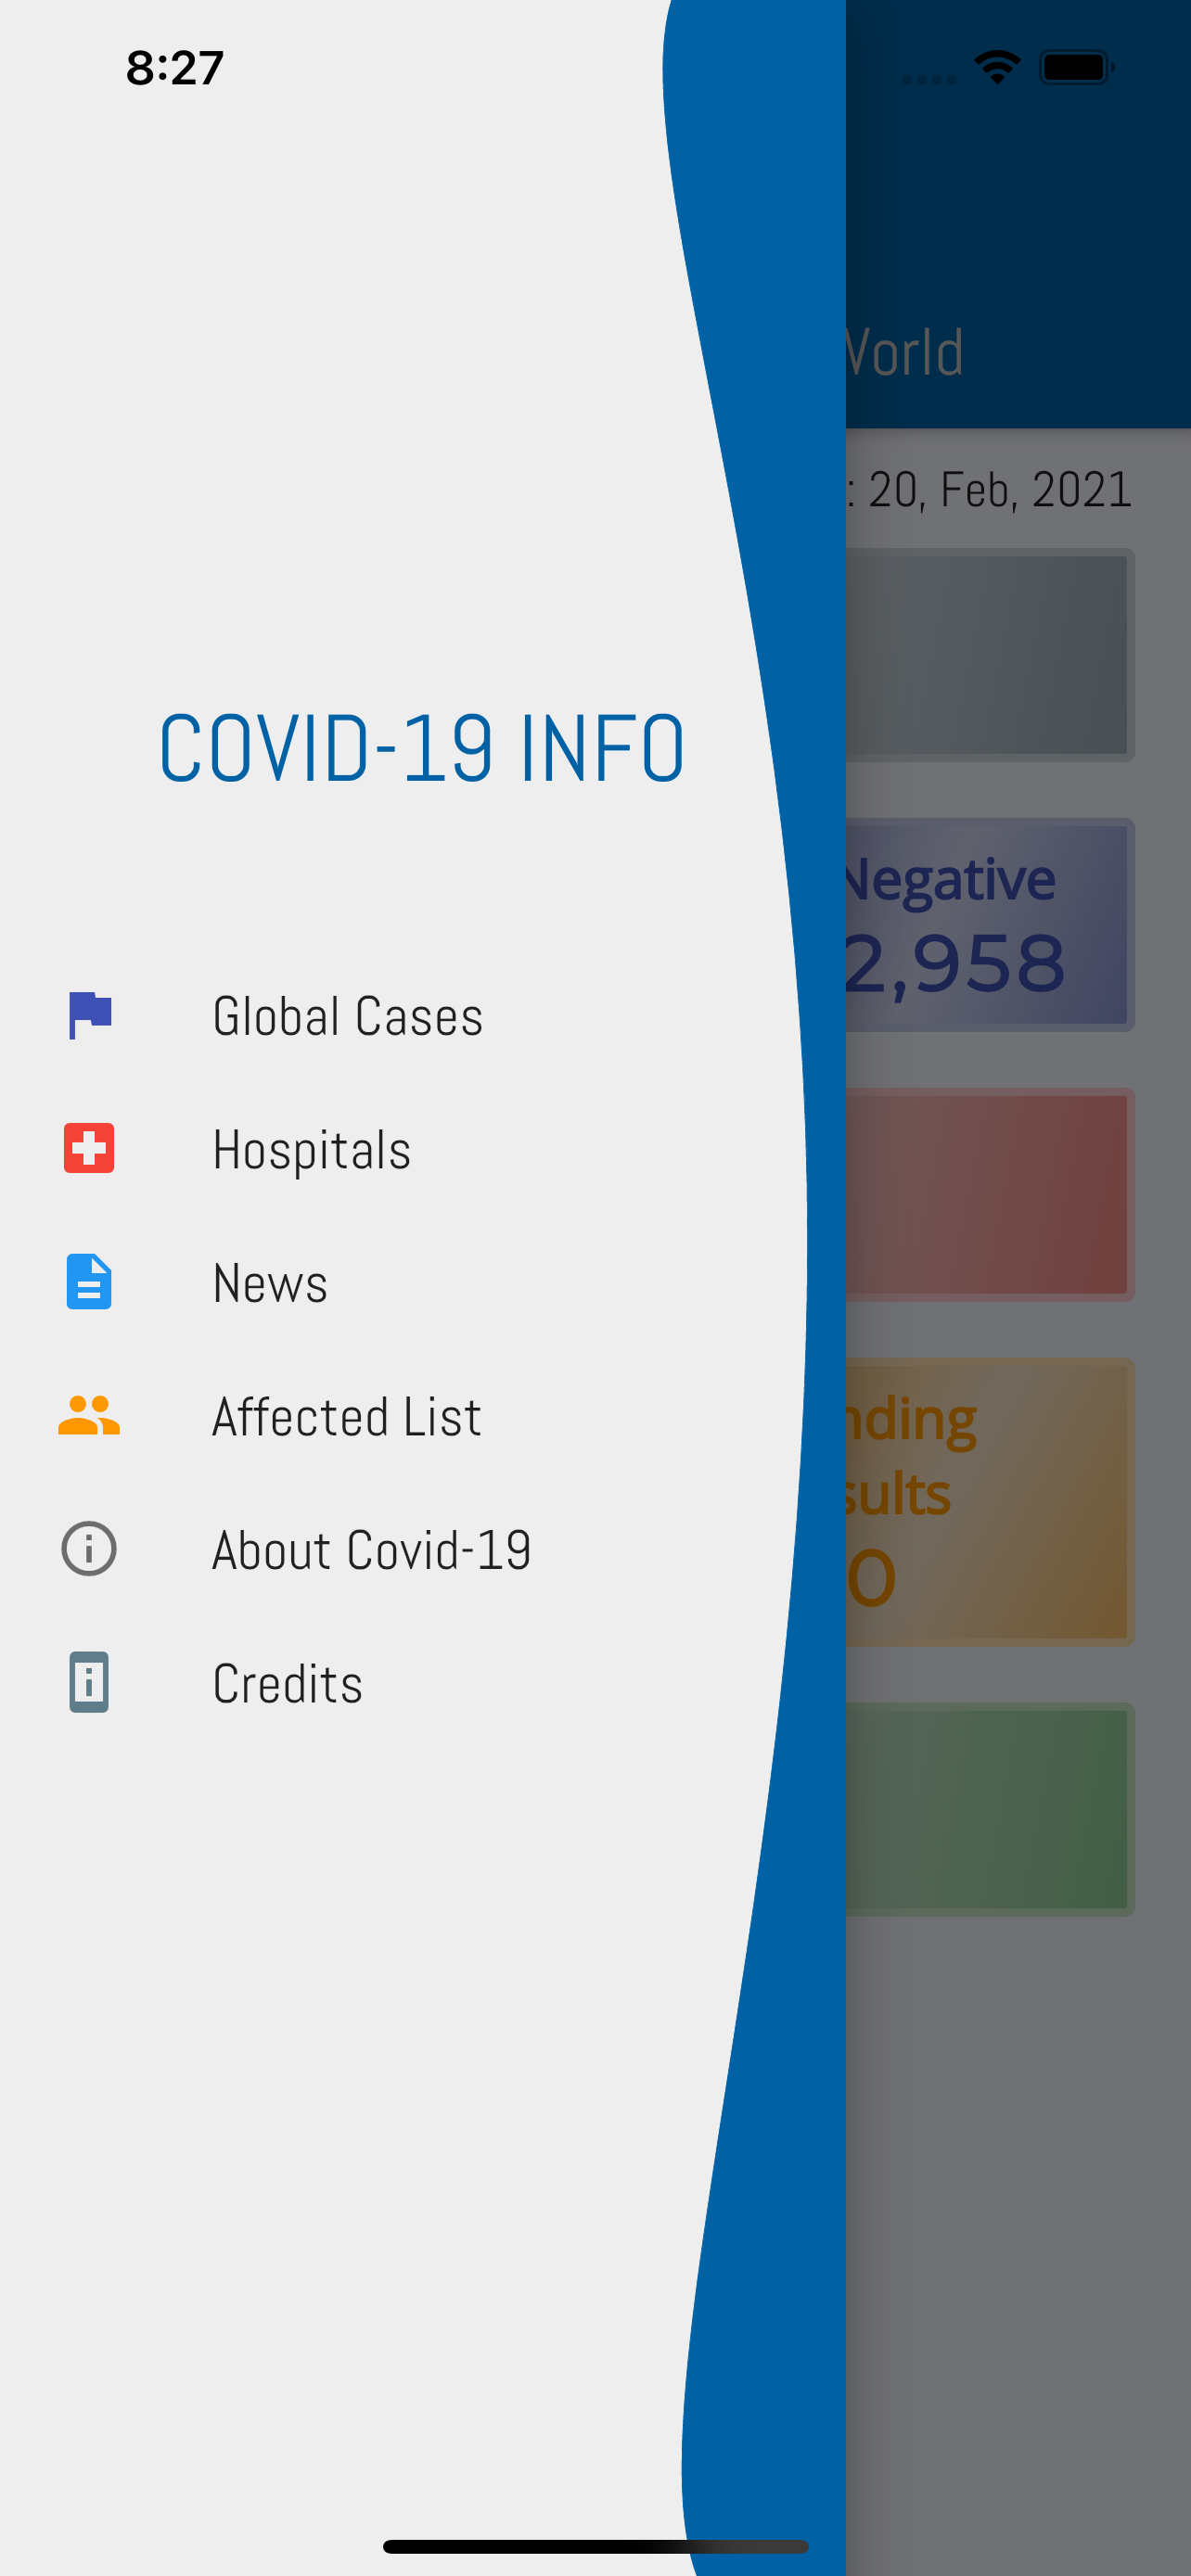 8:27
World
: 20, Feb, 2021
COVID-19 INFO
Negative
2,958
Global Cases
Hospitals
News
Affected List
nding
sults
0
About Covid-19
Credits